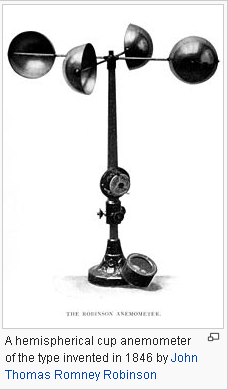 THE ROBINSON ANEMOMETER.
A hemispherical cup anemometer
of the type invented in 1846 by John
Thomas Romney Robinson